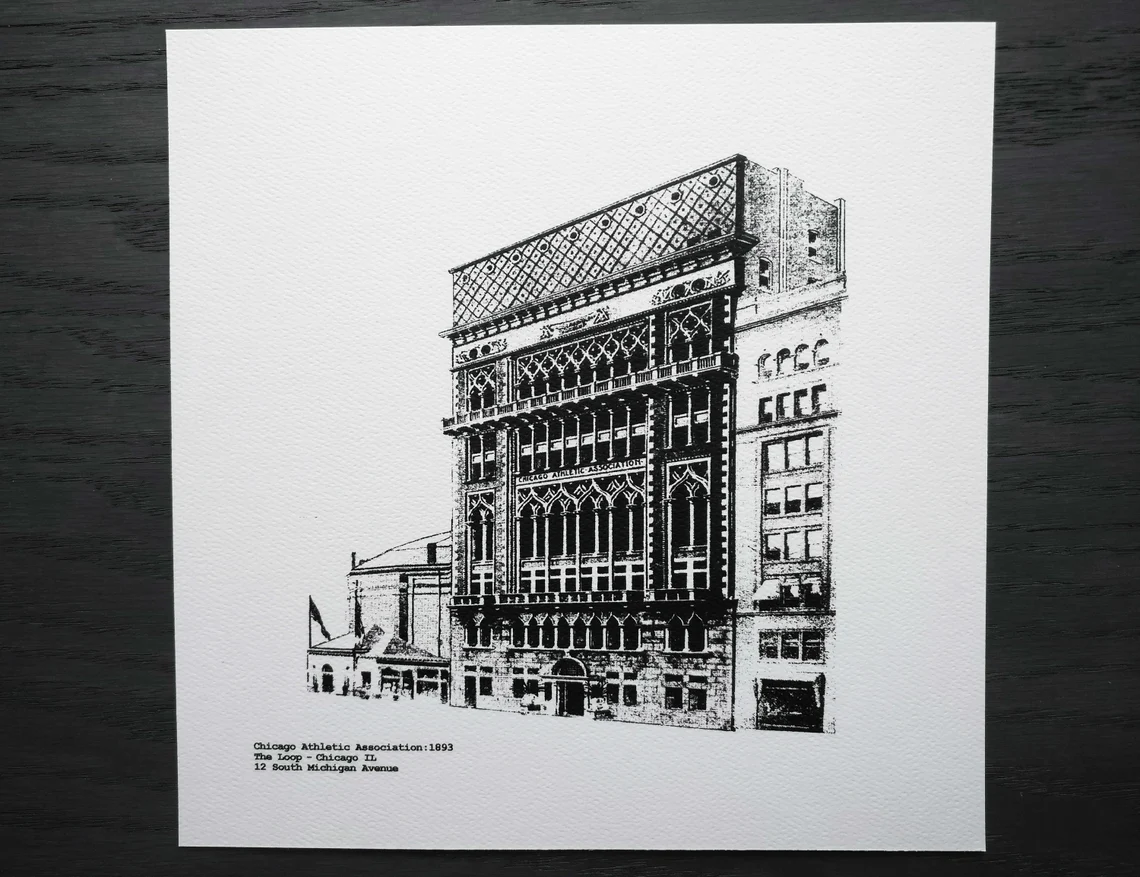 CHICAGO ATHLETIC ASSOCIATION
Chicago Athletic Association:1893
The Loop - Chicago IL
12 South Michigan Avenue